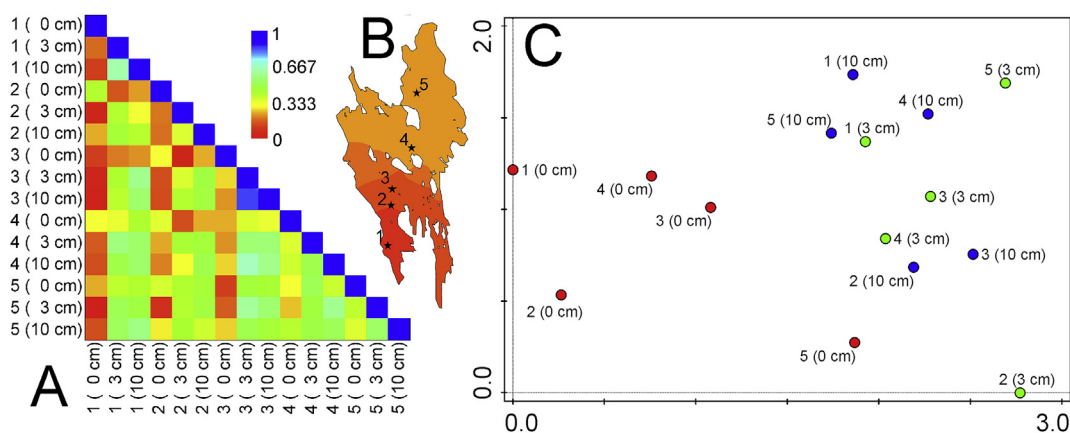 1 ( 0 cm)
1 ( 3 cm)
1 (10 cm)
2 ( 0 cm)
2 ( 3 cm)
2 (10 cm)
3 ( 0 cm)
3 ( 3 cm)
3 (10 cm)
4 ( 0 cm)
4 ( 3 cm)
4 (10 cm)
5 ( 0 cm)
5 ( 3 cm)
5 (10 cm)
1 ( 0 cm)
1 ( 3 cm)
1 (10 cm)
2 ( 0 cm)
2 ( 3 cm)
2 (10 cm)
3 ( 0 cm)
3 ( 3 cm)
3 (10 cm)
4 ( 0 cm)
4 ( 3 cm)
4 (10 cm)
5 ( 0 cm)
5 ( 3 cm)
5 (10 cm)
A
1
0.667
0.333
0
B
5
4
3
2
1
C
2.0
0.0
0.0
3.0
1 (10 cm)
5 (3 cm)
4 (10 cm)
5 (10 cm)
1 (3 cm)
1 (0 cm)
4 (0 cm)
3 (0 cm)
3 (3 cm)
4 (3 cm)
3 (10 cm)
2 (10 cm)
2 (0 cm)
5 (0 cm)
2 (3 cm)